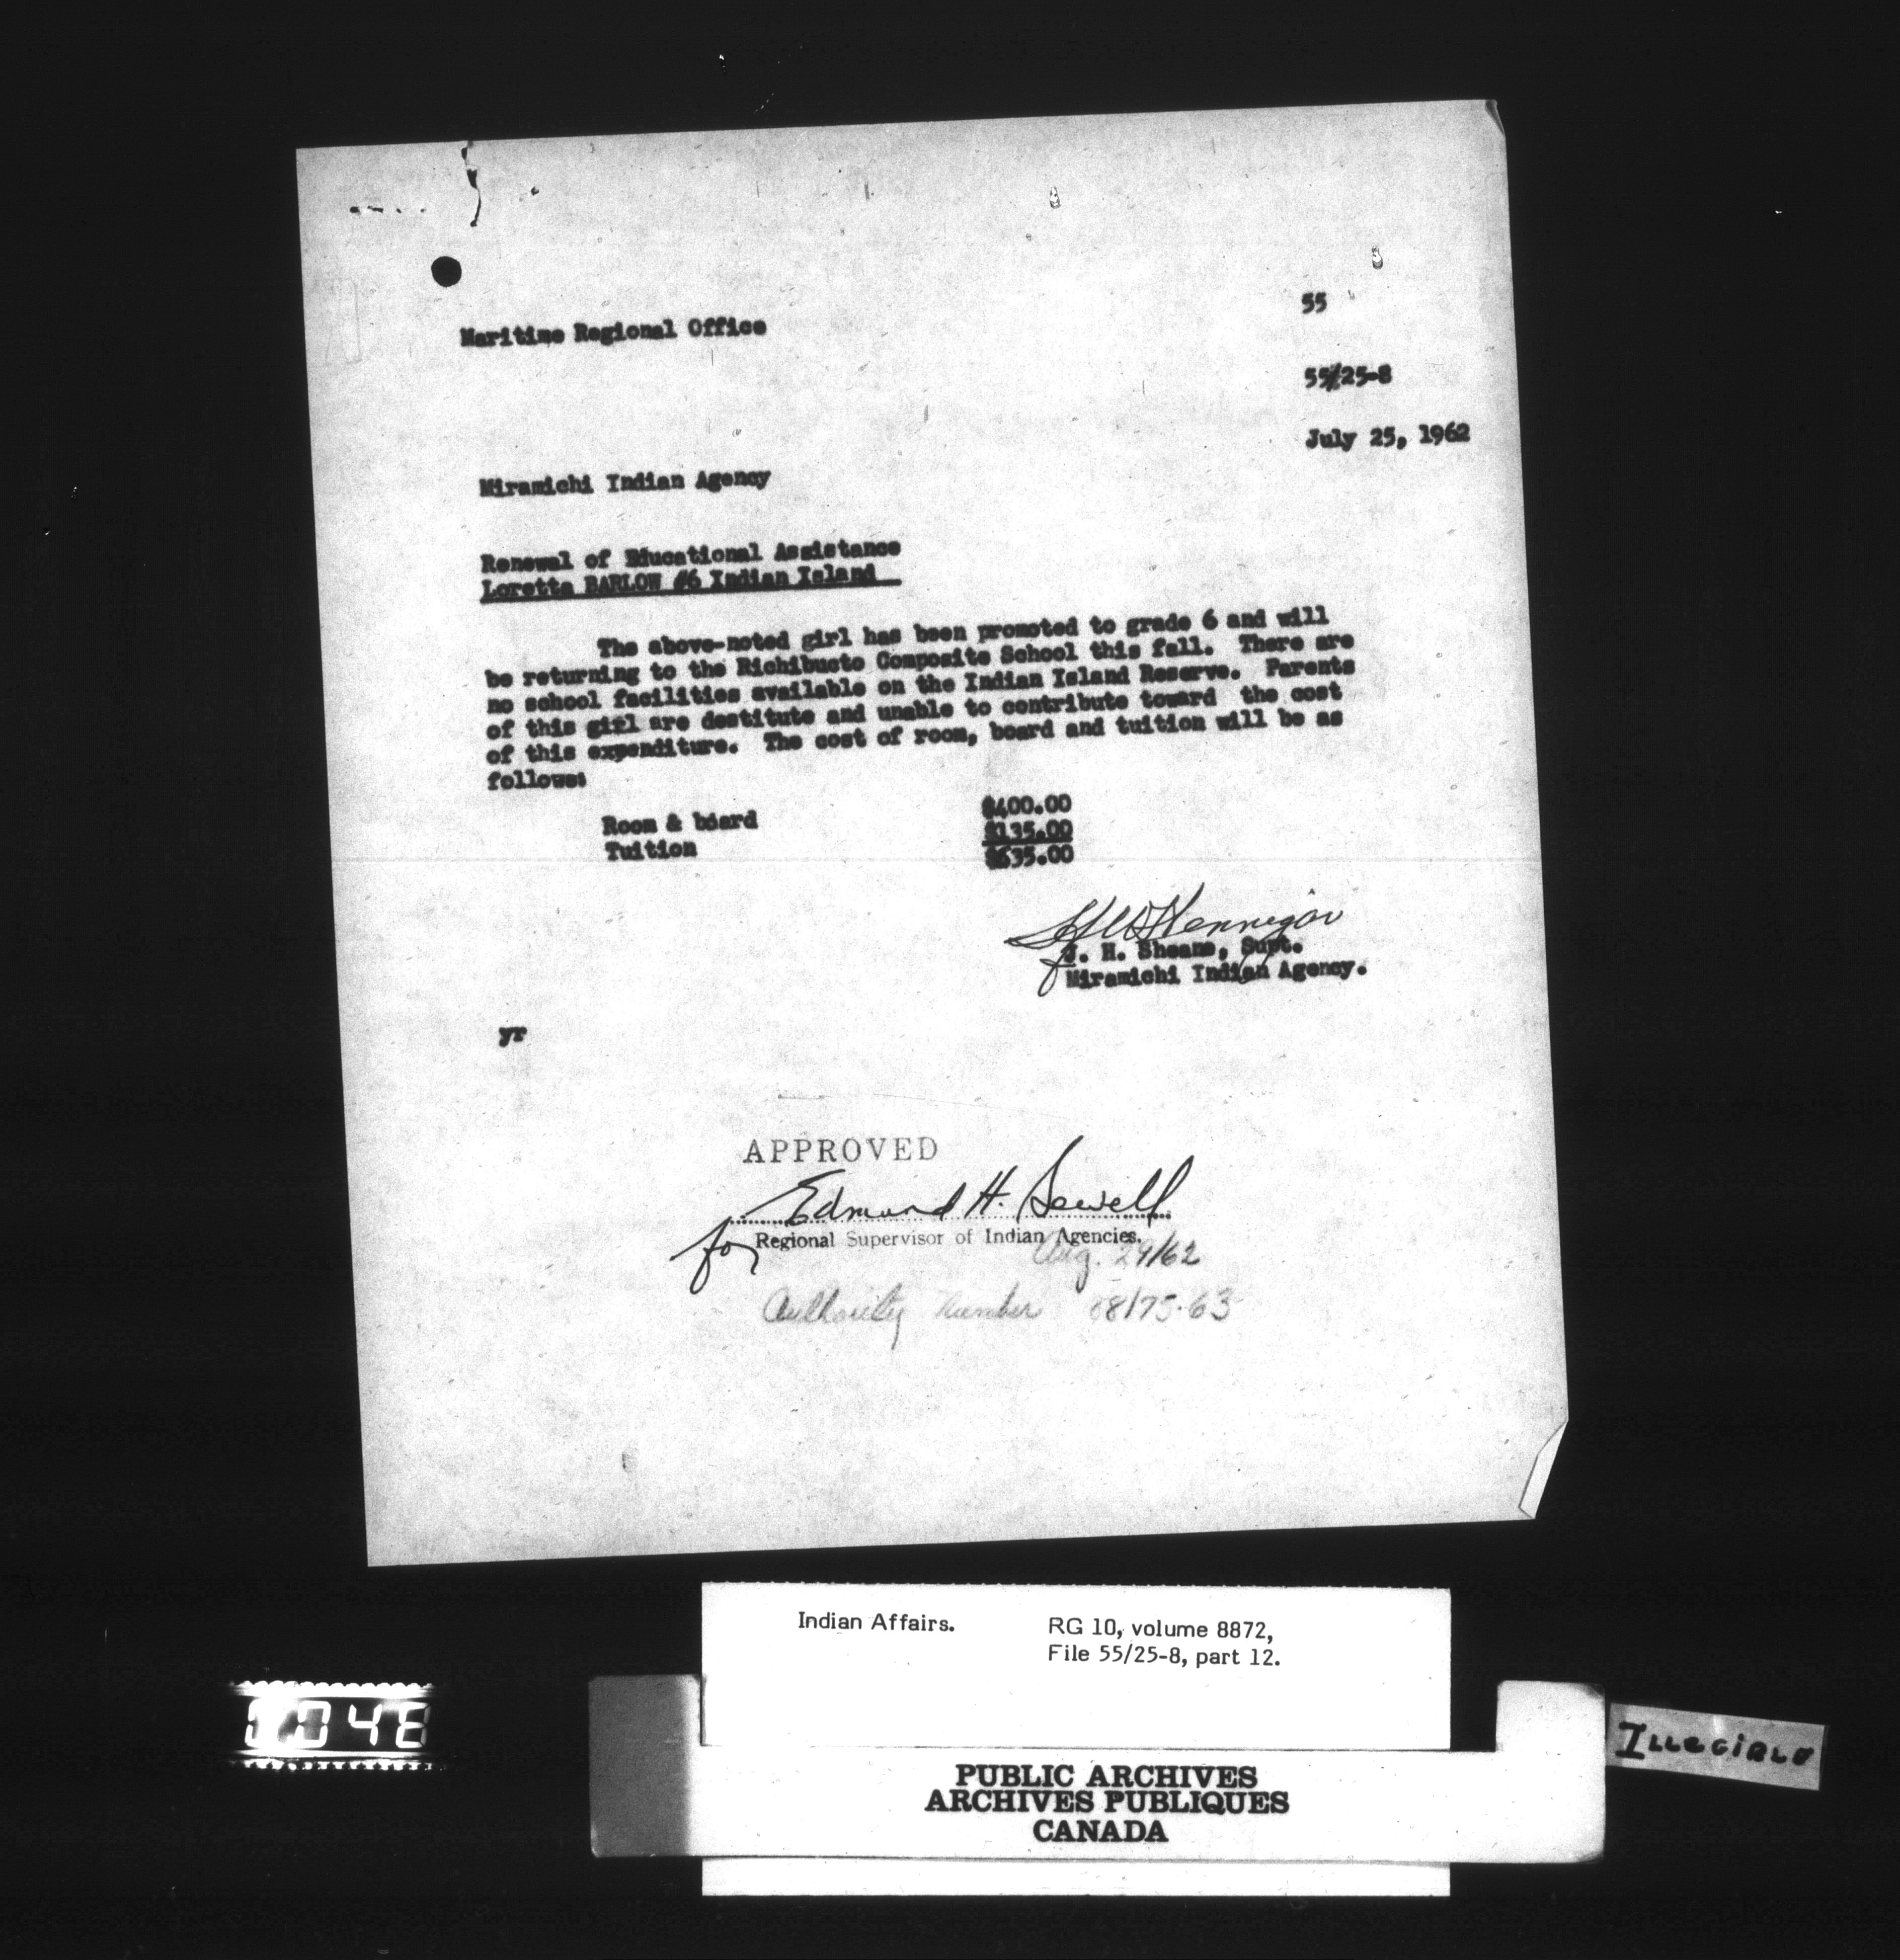 55
Maritime Regional Office
55/25-8
July 25, 1962
Miramichi Indian Agency
Renewal of Educational Assistance
Loretta BARLOW #6 Indian Island
The above-noted girl has been promoted to grade 6 and will
be returning to the Richibucto Composite School this fall. There are
no school facilities available on the Indian Island Reserve. Parents
of this girl are destitute and unable to contribute toward the cost
of this expenditure. The cost of room, board and tuition will be as
follows:
Room & board $400.00
Tuition $135.00
$635.00
J. H. Sheane, Supt.
Miramichi Indian Agency.
yr
APPROVED
Edmund H. Sewell
for Regional Supervisor of Indian Agencies.
Aug. 29/62
Authority number 08/75-63
Indian Affairs. RG 10, volume 8872,
File 55/25-8, part 12.
PUBLIC ARCHIVES
ARCHIVES PUBLIQUES
CANADA
ILLEGIBLE